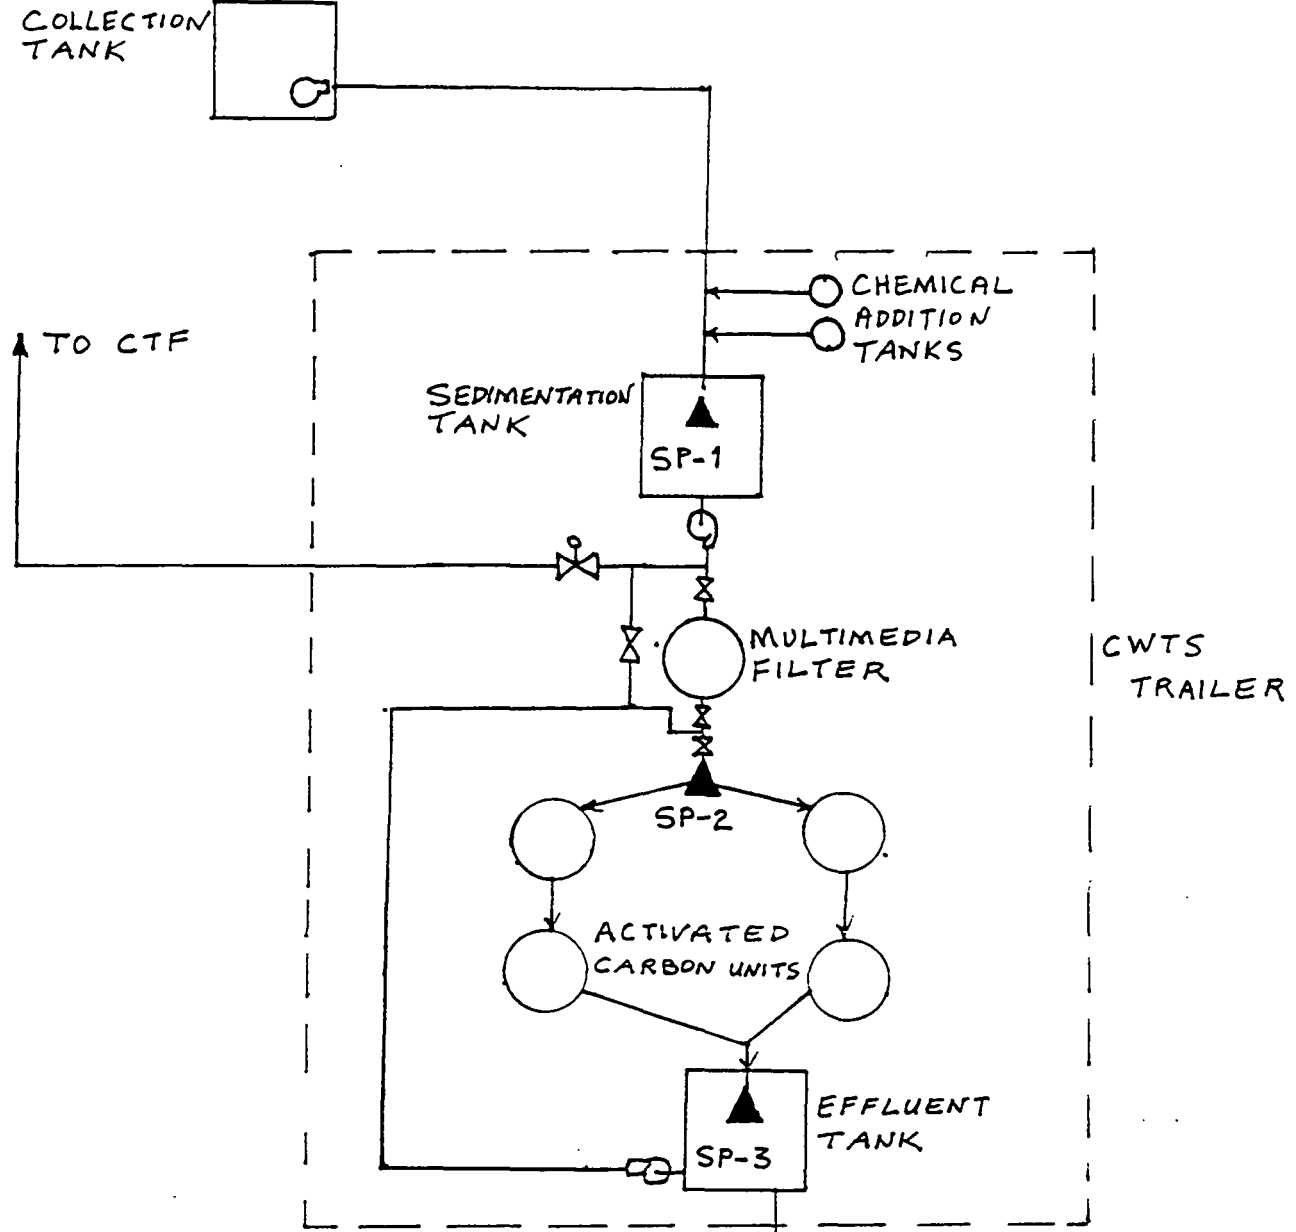 COLLECTION
TANK
CHEMICAL
ADDITION
TANKS
TO CTF
SEDIMENTATION
TANK
SP-1
MULTIMEDIA
FILTER
CWTS
TRAILER
SP-2
ACTIVATED
CARBON UNITS
EFFLUENT
TANK
SP-3